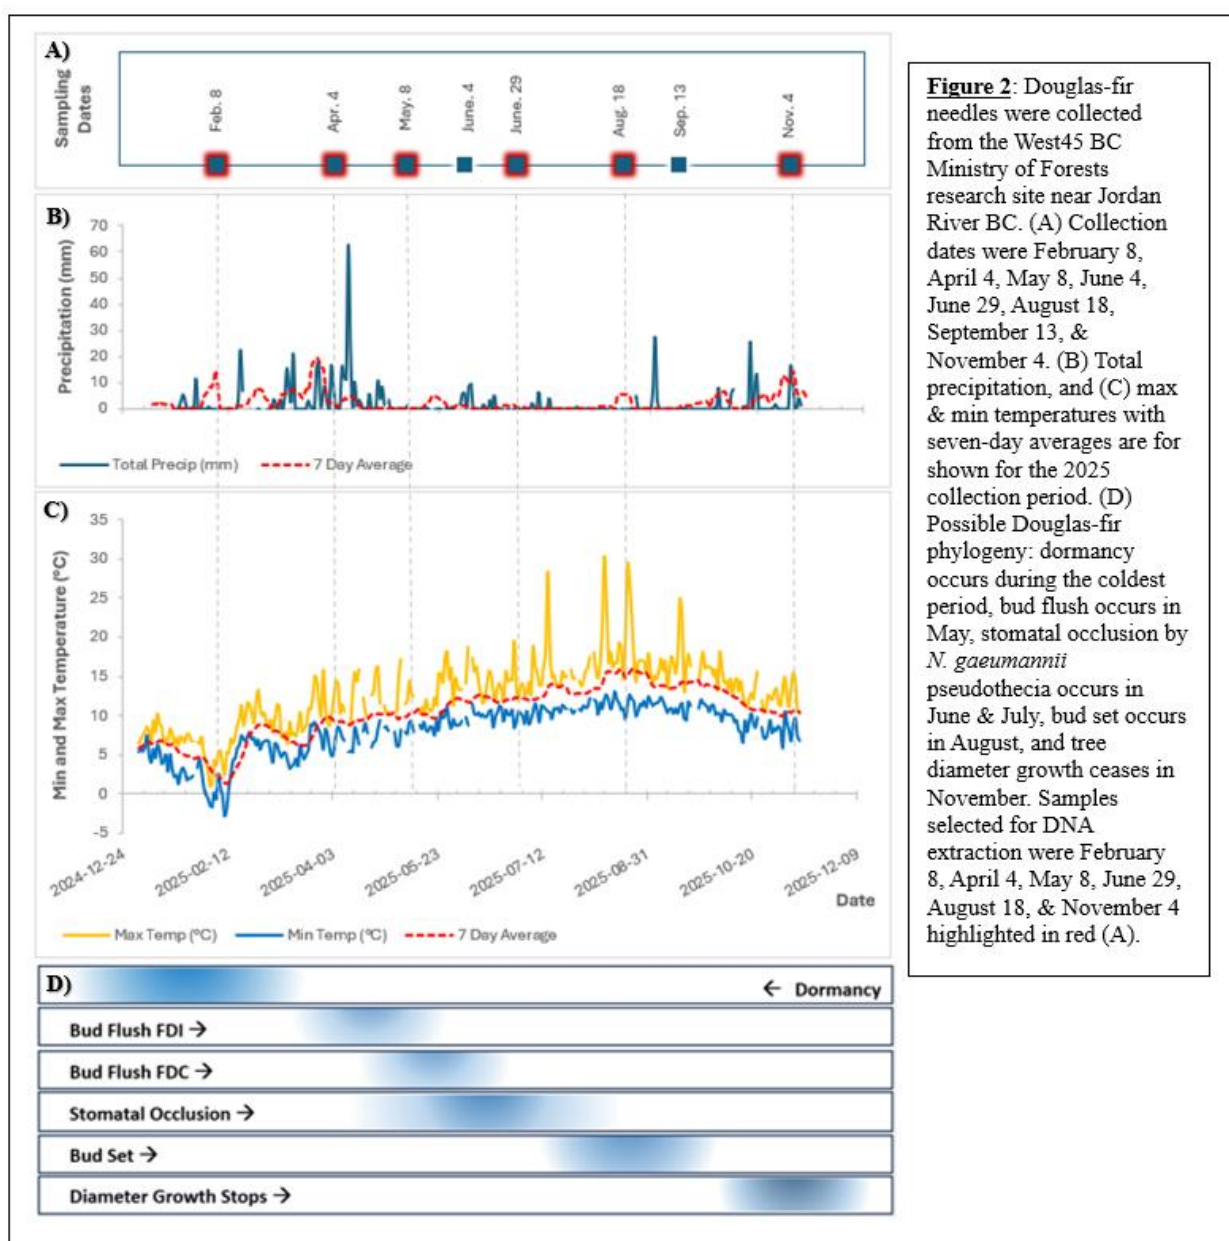 A)
Sampling
Dates
Feb. 8
Apr. 4
May. 8
June. 4
June. 29
Aug. 18
Sep. 13
Nov. 4
B)
Precipitation (mm)
70
60
50
40
30
20
10
0
Total Precip (mm)
7 Day Average
C)
Min and Max Temperature (°C)
35
30
25
20
15
10
5
0
-5
2024-12-24
2025-02-12
2025-04-03
2025-05-23
2025-07-12
2025-08-31
2025-10-20
2025-12-09
Date
Max Temp (°C)
Min Temp (°C)
7 Day Average
D)
← Dormancy
Bud Flush FDI →
Bud Flush FDC →
Stomatal Occlusion →
Bud Set →
Diameter Growth Stops →
Figure 2: Douglas-fir
needles were collected
from the West45 BC
Ministry of Forests
research site near Jordan
River BC. (A) Collection
dates were February 8,
April 4, May 8, June 4,
June 29, August 18,
September 13, &
November 4. (B) Total
precipitation, and (C) max
& min temperatures with
seven-day averages are for
shown for the 2025
collection period. (D)
Possible Douglas-fir
phylogeny: dormancy
occurs during the coldest
period, bud flush occurs in
May, stomatal occlusion by
N. gaeumannii
pseudothecia occurs in
June & July, bud set occurs
in August, and tree
diameter growth ceases in
November. Samples
selected for DNA
extraction were February
8, April 4, May 8, June 29,
August 18, & November 4
highlighted in red (A).